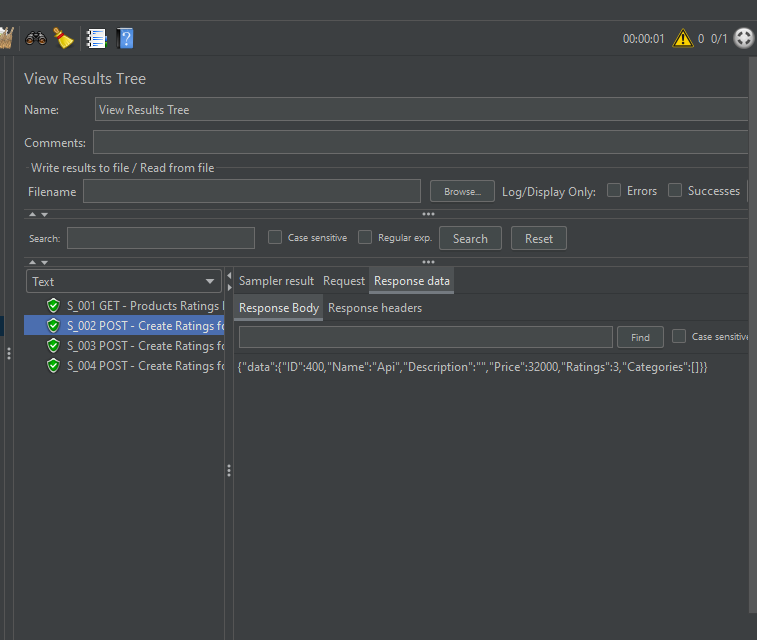 00:00:01 0 0/1
View Results Tree
Name: View Results Tree
Comments:
Write results to file / Read from file
Filename Browse... Log/Display Only: Errors Successes
Search: Case sensitive Regular exp. Search Reset
Text
S_001 GET - Products Ratings
S_002 POST - Create Ratings fo
S_003 POST - Create Ratings fo
S_004 POST - Create Ratings fo
Sampler result Request Response data
Response Body Response headers
Find Case sensitive
{"data":{"ID":400,"Name":"Api","Description":"","Price":32000,"Ratings":3,"Categories":[]}}